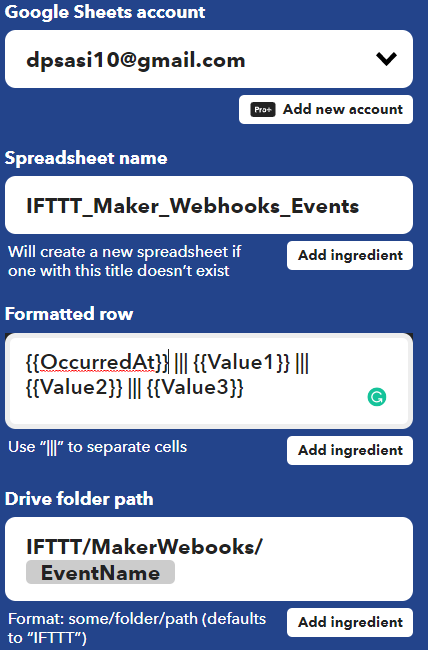 Google Sheets account
dpsasi10@gmail.com
Pro+ Add new account
Spreadsheet name
IFTTT_Maker_Webhooks_Events
Will create a new spreadsheet if
one with this title doesn’t exist
Add ingredient
Formatted row
{{OccurredAt}} ||| {{Value1}} |||
{{Value2}} ||| {{Value3}}
Use “|||” to separate cells
Add ingredient
Drive folder path
IFTTT/MakerWebooks/
EventName
Format: some/folder/path (defaults
to “IFTTT”)
Add ingredient